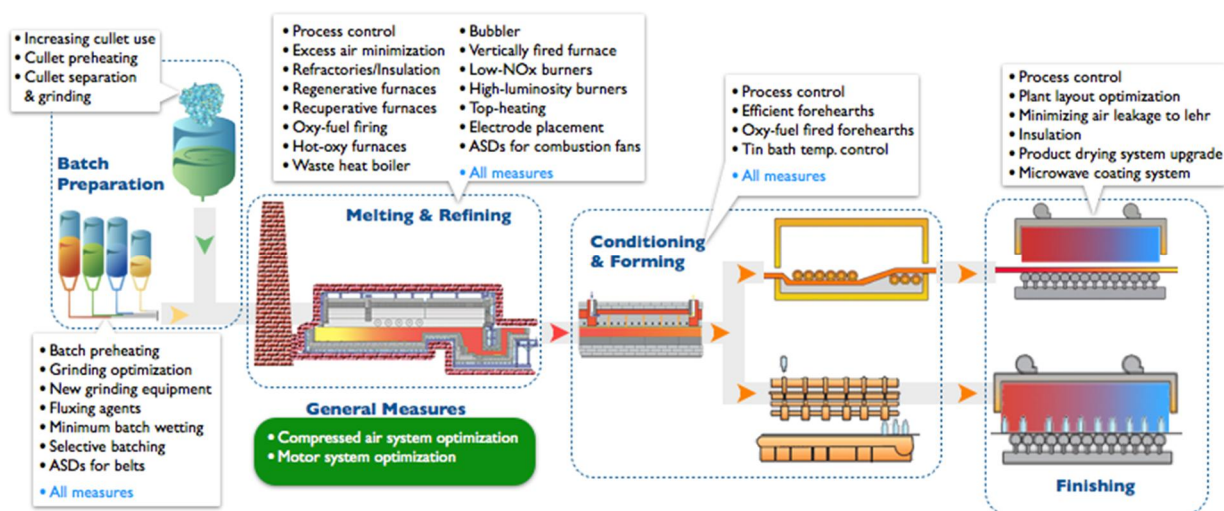 • Increasing cullet use
• Cullet preheating
• Cullet separation
& grinding
Batch
Preparation
• Batch preheating
• Grinding optimization
• New grinding equipment
• Fluxing agents
• Minimum batch wetting
• Selective batching
• ASDs for belts
• All measures
• Process control
• Excess air minimization
• Refractories/Insulation
• Regenerative furnaces
• Recuperative furnaces
• Oxy-fuel firing
• Hot-oxy furnaces
• Waste heat boiler
• Bubbler
• Vertically fired furnace
• Low-NOx burners
• High-luminosity burners
• Top-heating
• Electrode placement
• ASDs for combustion fans
• All measures
Melting & Refining
General Measures
• Compressed air system optimization
• Motor system optimization
• Process control
• Efficient forehearths
• Oxy-fuel fired forehearths
• Tin bath temp. control
• All measures
Conditioning
& Forming
• Process control
• Plant layout optimization
• Minimizing air leakage to lehr
• Insulation
• Product drying system upgrade
• Microwave coating system
Finishing